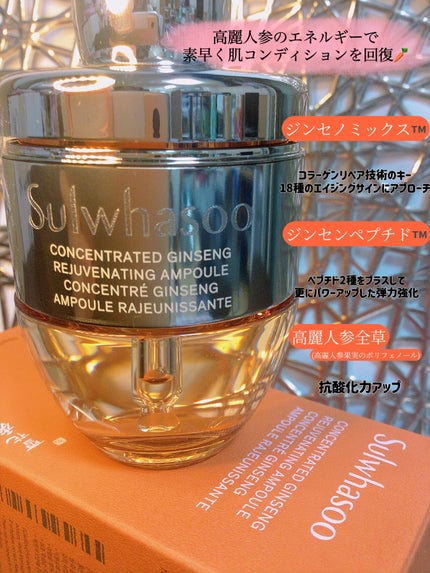 高麗人参のエネルギーで
素早く肌コンディションを回復🥕
ジンセノミックス™
コラーゲンリペア技術のキー
18種のエイジングサインにアプローチ
Sulwhasoo
CONCENTRATED GINSENG
REJUVENATING AMPOULE
CONCENTRÉ GINSENG
AMPOULE RAJEUNISSANTE
ジンセンペプチド™
ペプチド2種をプラスして
更にパワーアップした弾力強化
高麗人参全草
(高麗人参果実のポリフェノール)
抗酸化力アップ
Sulwhasoo
CONCENTRATED GINSENG
REJUVENATING AMPOULE
CONCENTRÉ GINSENG
AMPOULE RAJEUNISSANTE